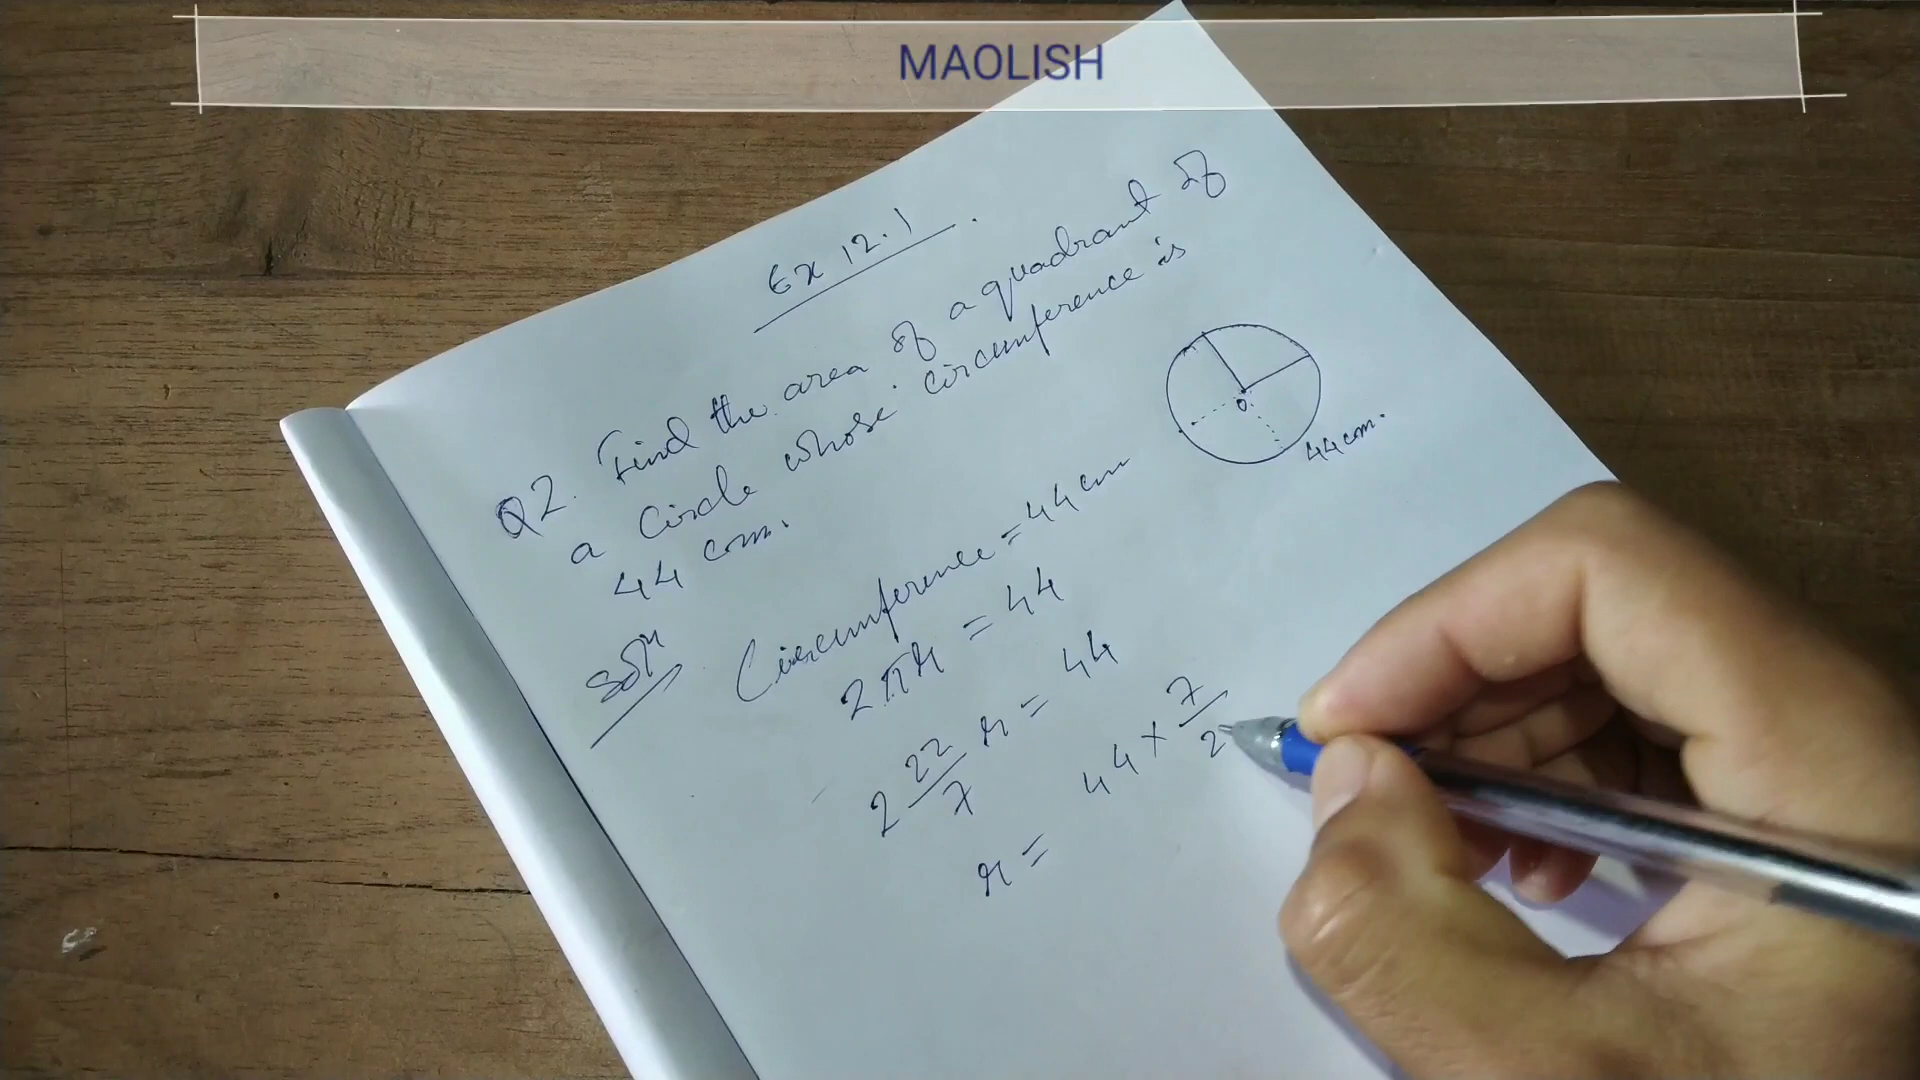 MAOLISH
Ex 12.1
Q2. Find the area of a quadrant of
a Circle whose circumference is
44 cm.
O.
44 cm.
Soln Circumference = 44 cm
2πr = 44
2 22/7 r = 44
r = 44 × 7/2